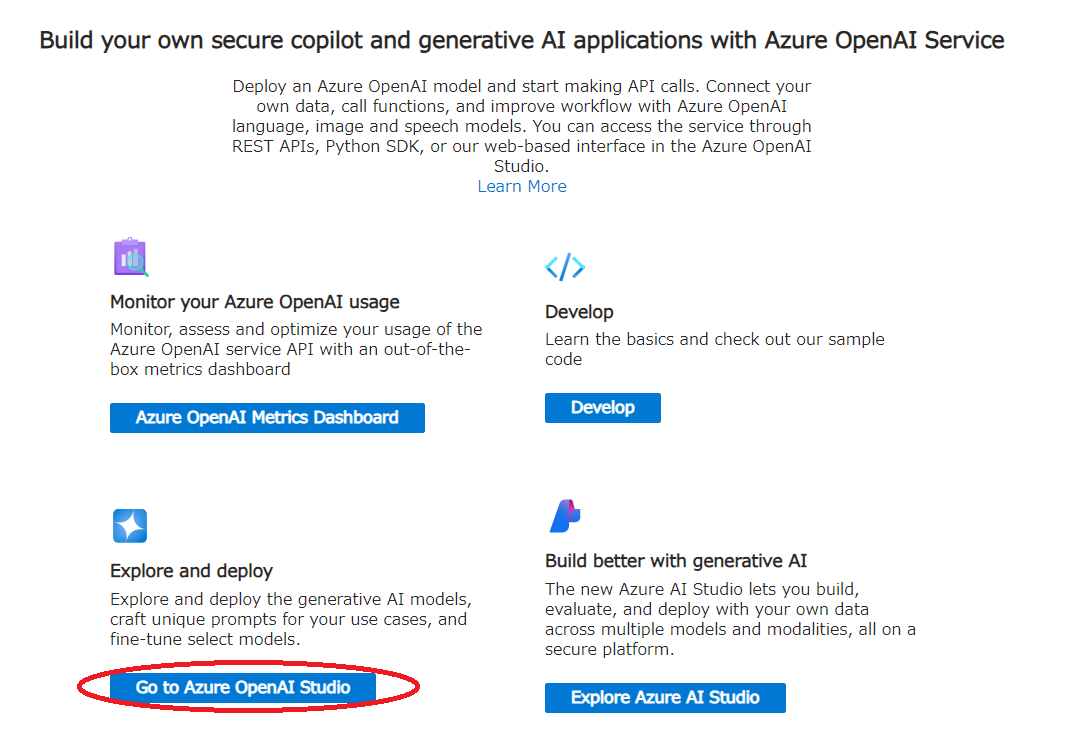 Build your own secure copilot and generative AI applications with Azure OpenAI Service
Deploy an Azure OpenAI model and start making API calls. Connect your
own data, call functions, and improve workflow with Azure OpenAI
language, image and speech models. You can access the service through
REST APIs, Python SDK, or our web-based interface in the Azure OpenAI
Studio.
Learn More
Monitor your Azure OpenAI usage
Monitor, assess and optimize your usage of the
Azure OpenAI service API with an out-of-the-
box metrics dashboard
Azure OpenAI Metrics Dashboard
Develop
Learn the basics and check out our sample
code
Develop
Explore and deploy
Explore and deploy the generative AI models,
craft unique prompts for your use cases, and
fine-tune select models.
Go to Azure OpenAI Studio
Build better with generative AI
The new Azure AI Studio lets you build,
evaluate, and deploy with your own data
across multiple models and modalities, all on a
secure platform.
Explore Azure AI Studio